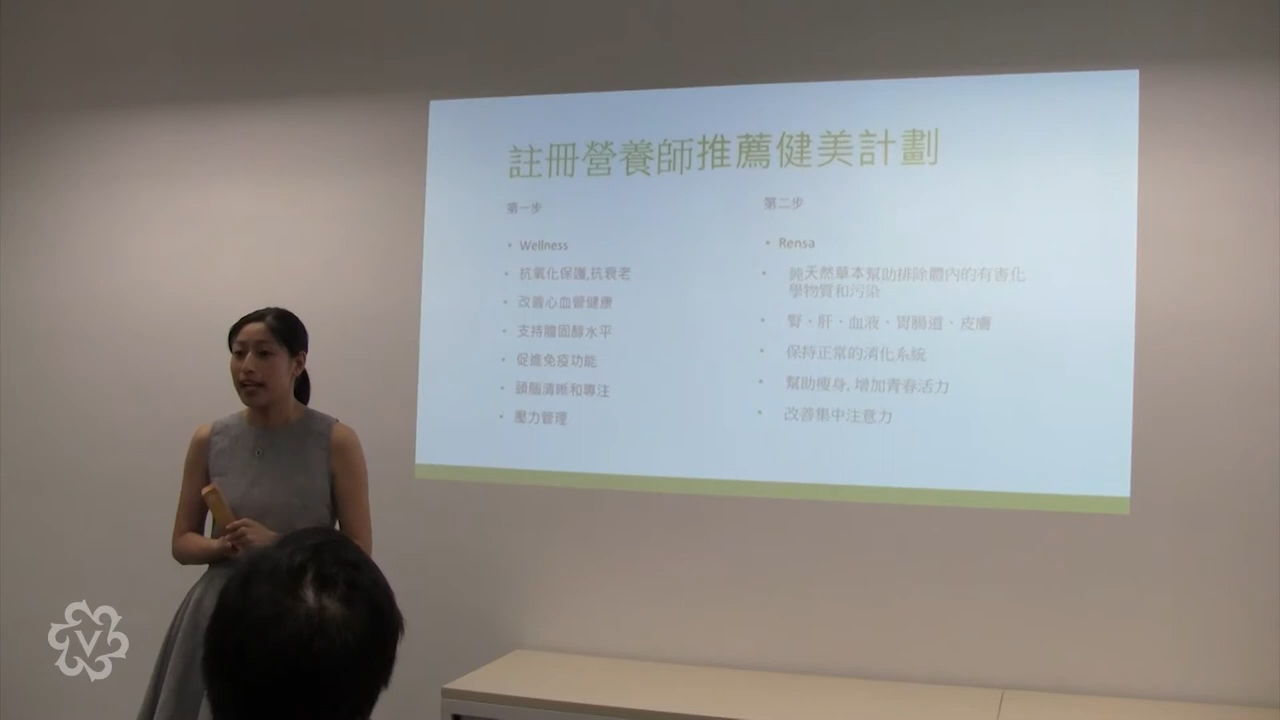 註冊營養師推薦健美計劃
第一步
• Wellness
• 抗氧化保護,抗衰老
• 改善心血管健康
• 支持膽固醇水平
• 促進免疫功能
• 頭腦清晰和專注
• 壓力管理
第二步
• Rensa
• 純天然草本幫助排除體內的有害化
學物質和污染
• 腎、肝、血液、胃腸道、皮膚
• 保持正常的消化系統
• 幫助瘦身, 增加青春活力
• 改善集中注意力
V